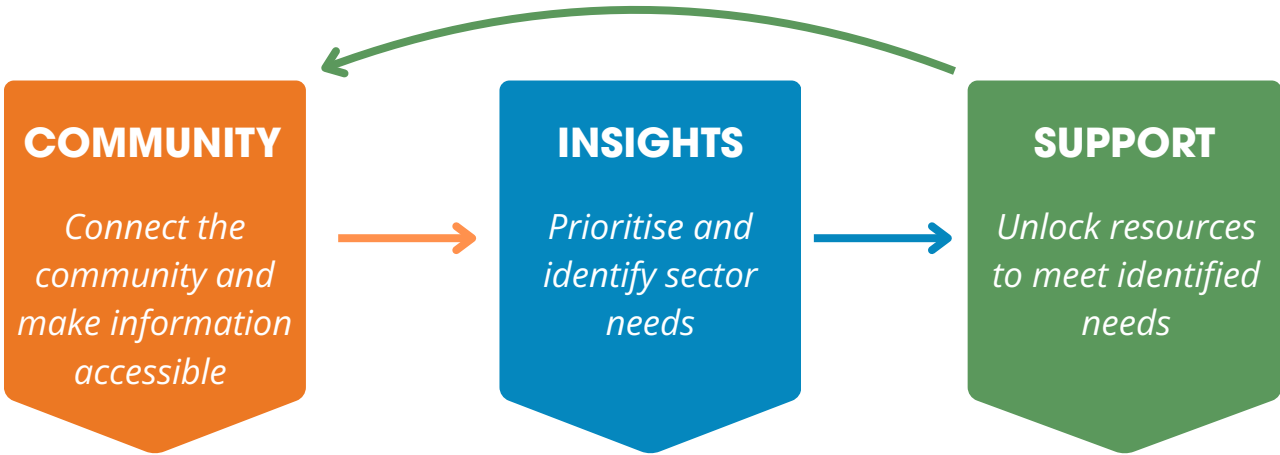 COMMUNITY
Connect the
community and
make information
accessible
INSIGHTS
Prioritise and
identify sector
needs
SUPPORT
Unlock resources
to meet identified
needs